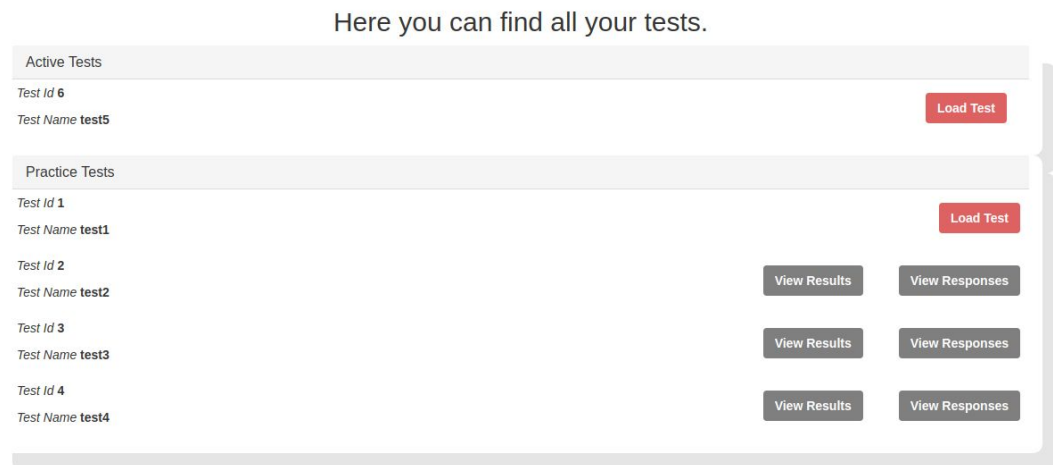 Here you can find all your tests.
Active Tests
Test Id 6
Load Test
Test Name test5
Practice Tests
Test Id 1
Load Test
Test Name test1
Test Id 2
View Results View Responses
Test Name test2
Test Id 3
View Results View Responses
Test Name test3
Test Id 4
View Results View Responses
Test Name test4